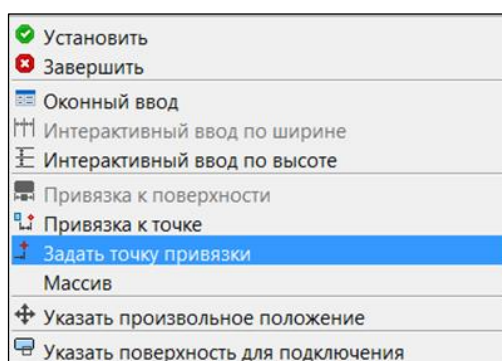 Установить
Завершить
Оконный ввод
Интерактивный ввод по ширине
Интерактивный ввод по высоте
Привязка к поверхности
Привязка к точке
Задать точку привязки
Массив
Указать произвольное положение
Указать поверхность для подключения